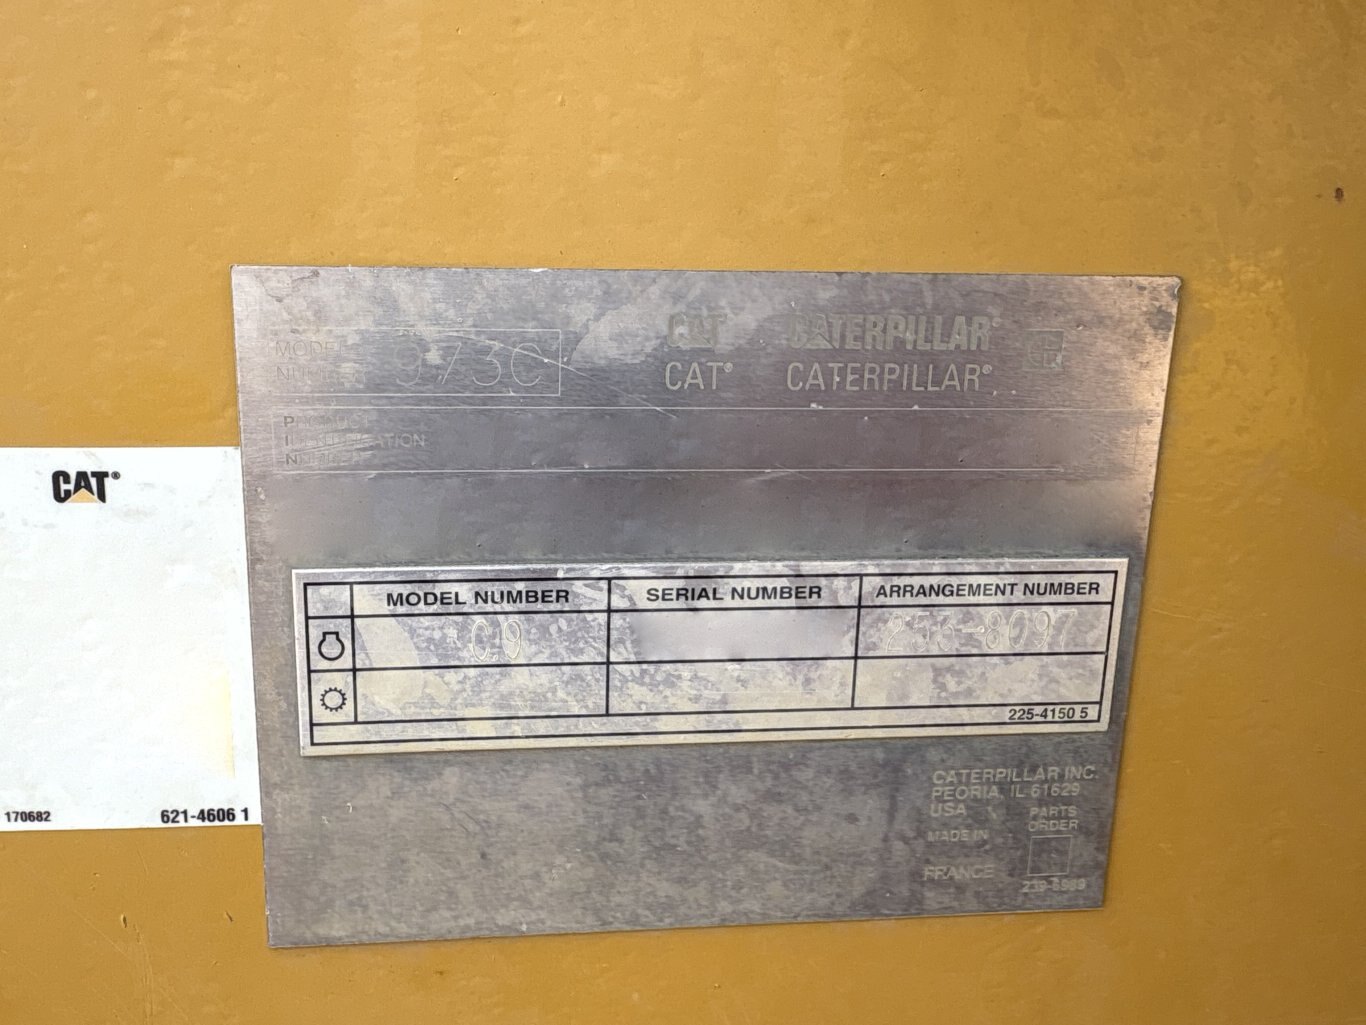 MODEL
NUMBER 973C
CAT CATERPILLAR®
CAT® CATERPILLAR®
PRODUCT
IDENTIFICATION
NUMBER
CAT®
170682 621-4606 1
MODEL NUMBER SERIAL NUMBER ARRANGEMENT NUMBER
C9 253-8097
225-4150 5
CATERPILLAR INC.
PEORIA, IL 61629
USA PARTS
ORDER
MADE IN
FRANCE